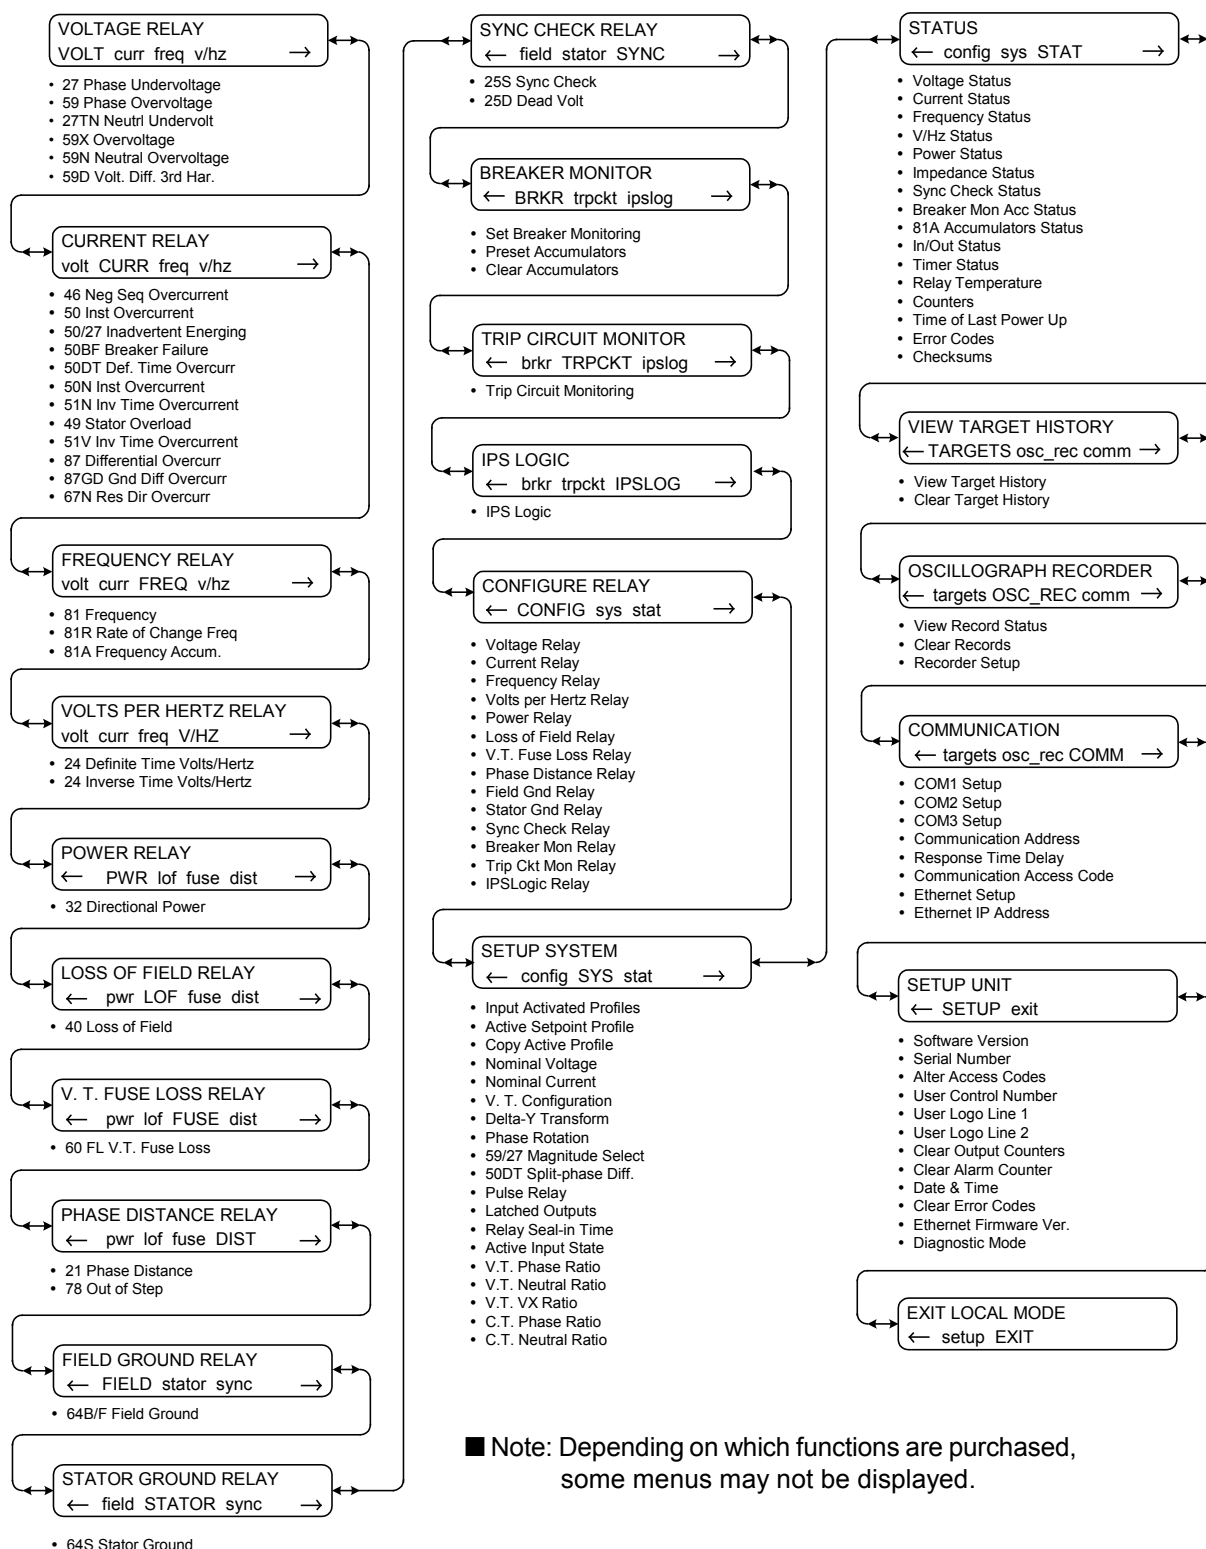 VOLTAGE RELAY
VOLT curr freq v/hz →
• 27 Phase Undervoltage
• 59 Phase Overvoltage
• 27TN Neutrl Undervolt
• 59X Overvoltage
• 59N Neutral Overvoltage
• 59D Volt. Diff. 3rd Har.
CURRENT RELAY
volt CURR freq v/hz →
• 46 Neg Seq Overcurrent
• 50 Inst Overcurrent
• 50/27 Inadvertent Energing
• 50BF Breaker Failure
• 50DT Def. Time Overcurr
• 50N Inst Overcurrent
• 51N Inv Time Overcurrent
• 49 Stator Overload
• 51V Inv Time Overcurrent
• 87 Differential Overcurr
• 87GD Gnd Diff Overcurr
• 67N Res Dir Overcurr
FREQUENCY RELAY
volt curr FREQ v/hz →
• 81 Frequency
• 81R Rate of Change Freq
• 81A Frequency Accum.
VOLTS PER HERTZ RELAY
volt curr freq V/HZ →
• 24 Definite Time Volts/Hertz
• 24 Inverse Time Volts/Hertz
POWER RELAY
← PWR lof fuse dist →
• 32 Directional Power
LOSS OF FIELD RELAY
← pwr LOF fuse dist →
• 40 Loss of Field
V. T. FUSE LOSS RELAY
← pwr lof FUSE dist →
• 60 FL V.T. Fuse Loss
PHASE DISTANCE RELAY
← pwr lof fuse DIST →
• 21 Phase Distance
• 78 Out of Step
FIELD GROUND RELAY
← FIELD stator sync →
• 64B/F Field Ground
STATOR GROUND RELAY
← field STATOR sync →
• 64S Stator Ground
SYNC CHECK RELAY
← field stator SYNC →
• 25S Sync Check
• 25D Dead Volt
BREAKER MONITOR
← BRKR trpckt ipslog →
• Set Breaker Monitoring
• Preset Accumulators
• Clear Accumulators
TRIP CIRCUIT MONITOR
← brkr TRPCKT ipslog →
• Trip Circuit Monitoring
IPS LOGIC
← brkr trpckt IPSLOG →
• IPS Logic
CONFIGURE RELAY
← CONFIG sys stat →
• Voltage Relay
• Current Relay
• Frequency Relay
• Volts per Hertz Relay
• Power Relay
• Loss of Field Relay
• V.T. Fuse Loss Relay
• Phase Distance Relay
• Field Gnd Relay
• Stator Gnd Relay
• Sync Check Relay
• Breaker Mon Relay
• Trip Ckt Mon Relay
• IPSLogic Relay
SETUP SYSTEM
← config SYS stat →
• Input Activated Profiles
• Active Setpoint Profile
• Copy Active Profile
• Nominal Voltage
• Nominal Current
• V. T. Configuration
• Delta-Y Transform
• Phase Rotation
• 59/27 Magnitude Select
• 50DT Split-phase Diff.
• Pulse Relay
• Latched Outputs
• Relay Seal-in Time
• Active Input State
• V.T. Phase Ratio
• V.T. Neutral Ratio
• V.T. VX Ratio
• C.T. Phase Ratio
• C.T. Neutral Ratio
STATUS
← config sys STAT →
• Voltage Status
• Current Status
• Frequency Status
• V/Hz Status
• Power Status
• Impedance Status
• Sync Check Status
• Breaker Mon Acc Status
• 81A Accumulators Status
• In/Out Status
• Timer Status
• Relay Temperature
• Counters
• Time of Last Power Up
• Error Codes
• Checksums
VIEW TARGET HISTORY
← TARGETS osc_rec comm →
• View Target History
• Clear Target History
OSCILLOGRAPH RECORDER
← targets OSC_REC comm →
• View Record Status
• Clear Records
• Recorder Setup
COMMUNICATION
← targets osc_rec COMM →
• COM1 Setup
• COM2 Setup
• COM3 Setup
• Communication Address
• Response Time Delay
• Communication Access Code
• Ethernet Setup
• Ethernet IP Address
SETUP UNIT
← SETUP exit
• Software Version
• Serial Number
• Alter Access Codes
• User Control Number
• User Logo Line 1
• User Logo Line 2
• Clear Output Counters
• Clear Alarm Counter
• Date & Time
• Clear Error Codes
• Ethernet Firmware Ver.
• Diagnostic Mode
EXIT LOCAL MODE
← setup EXIT
■ Note: Depending on which functions are purchased,
some menus may not be displayed.